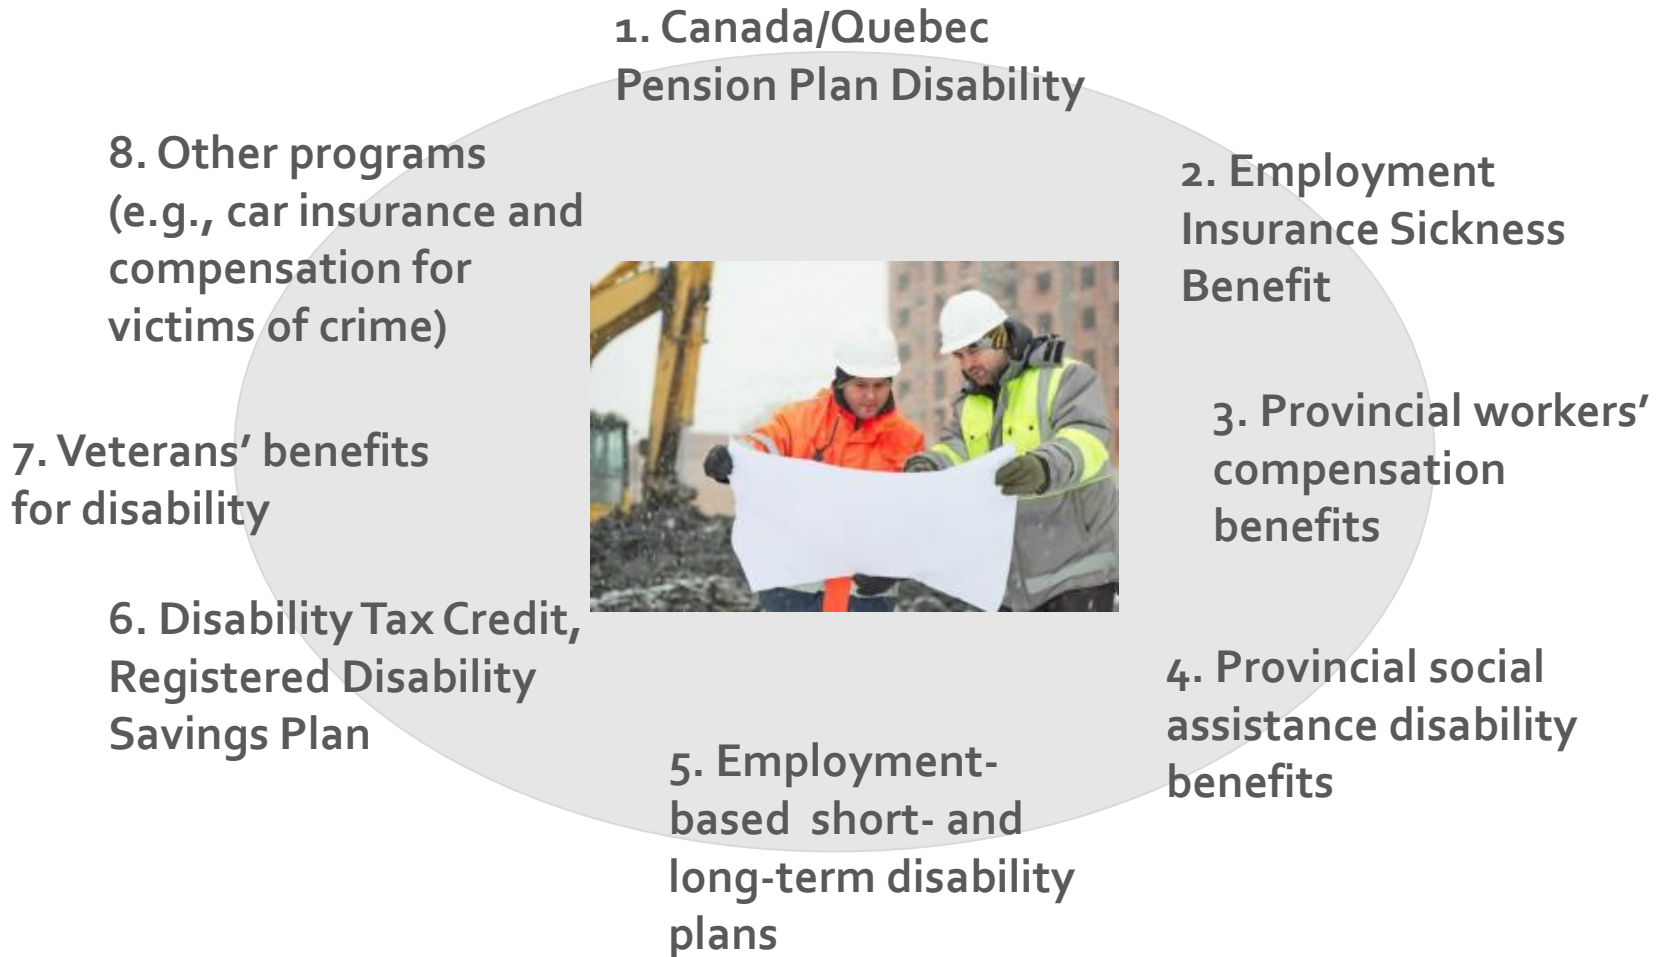 1. Canada/Quebec
Pension Plan Disability
2. Employment
Insurance Sickness
Benefit
3. Provincial workers’
compensation
benefits
4. Provincial social
assistance disability
benefits
5. Employment-
based  short- and
long-term disability
plans
6. Disability Tax Credit,
Registered Disability
Savings Plan
7. Veterans’ benefits
for disability
8. Other programs
(e.g., car insurance and
compensation for
victims of crime)